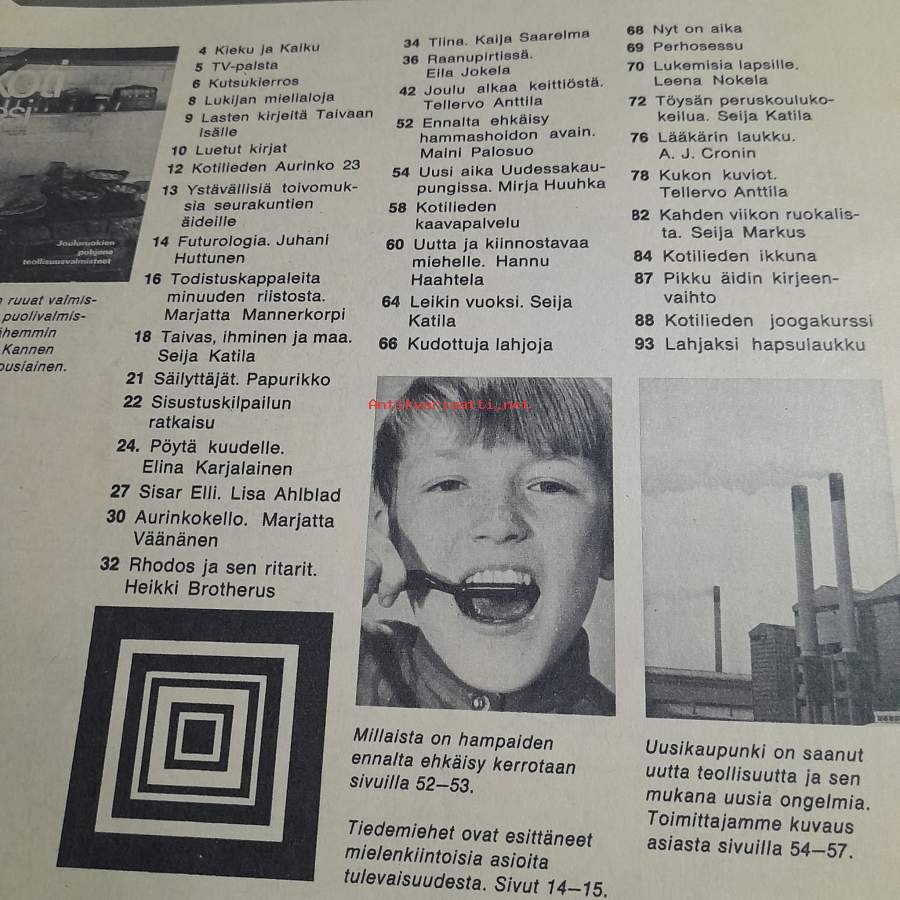 koti
Jouluruokien
pohjana
teollisuusvalmisteet
ruuat valmis-
puolivalmis-
Kannen
4 Kieku ja Kaiku
5 TV-palsta
6 Kutsukierros
8 Lukijan mielialoja
9 Lasten kirjeitä Taivaan
Isälle
10 Luetut kirjat
12 Kotilieden Aurinko 23
13 Ystävällisiä toivomuk-
sia seurakuntien
äideille
14 Futurologia. Juhani
Huttunen
16 Todistuskappaleita
minuuden riistosta.
Marjatta Mannerkorpi
18 Taivas, ihminen ja maa.
Seija Katila
21 Säilyttäjät. Papurikko
22 Sisustuskilpailun
ratkaisu
24. Pöytä kuudelle.
Elina Karjalainen
27 Sisar Elli. Lisa Ahlblad
30 Aurinkokello. Marjatta
Väänänen
32 Rhodos ja sen ritarit.
Heikki Brotherus
34 Tiina. Kaija Saarelma
36 Raanupirtissä.
Eila Jokela
42 Joulu alkaa keittiöstä.
Tellervo Anttila
52 Ennalta ehkäisy
hammashoidon avain.
Maini Palosuo
54 Uusi aika Uudessakau-
pungissa. Mirja Huuhka
58 Kotilieden
kaavapalvelu
60 Uutta ja kiinnostavaa
miehelle. Hannu
Haahtela
64 Leikin vuoksi. Seija
Katila
66 Kudottuja lahjoja
68 Nyt on aika
69 Perhosessu
70 Lukemisia lapsille.
Leena Nokela
72 Töysän peruskouluko-
keilua. Seija Katila
76 Lääkärin laukku.
A. J. Cronin
78 Kukon kuviot.
Tellervo Anttila
82 Kahden viikon ruokalis-
ta. Seija Markus
84 Kotilieden ikkuna
87 Pikku äidin kirjeen-
vaihto
88 Kotilieden joogakurssi
93 Lahjaksi hapsulaukku
Antikvariaatti.net
Millaista on hampaiden
ennalta ehkäisy kerrotaan
sivuilla 52—53.
Tiedemiehet ovat esittäneet
mielenkiintoisia asioita
tulevaisuudesta. Sivut 14—15.
Uusikaupunki on saanut
uutta teollisuutta ja sen
mukana uusia ongelmia.
Toimittajamme kuvaus
asiasta sivuilla 54—57.